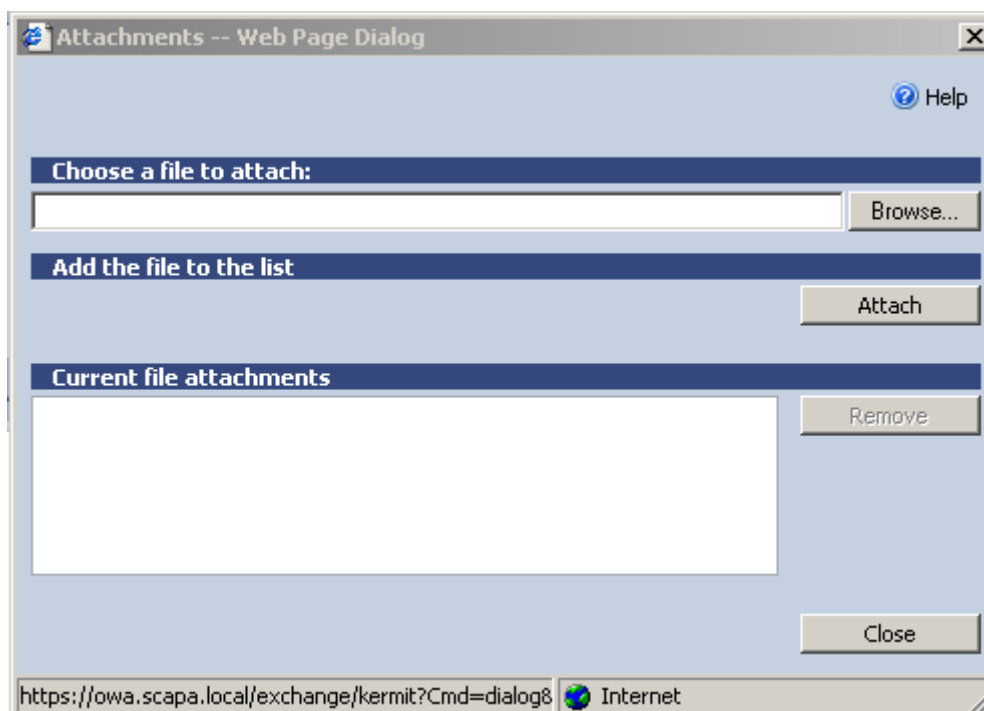 Attachments -- Web Page Dialog
Help
Choose a file to attach:
Browse...
Add the file to the list
Attach
Current file attachments
Remove
Close
https://owa.scapa.local/exchange/kermit?Cmd=dialog8 Internet